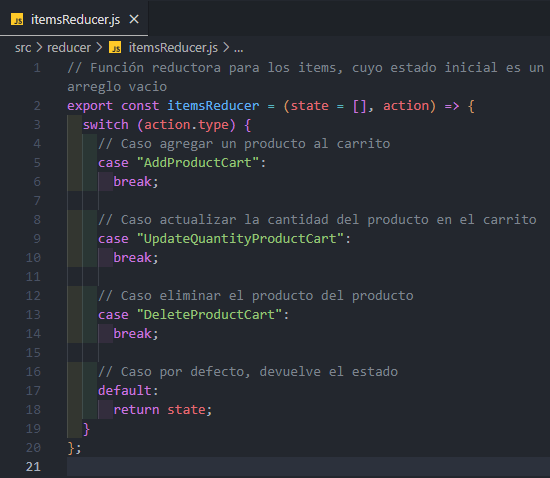 JS itemsReducer.js ×
src > reducer > JS itemsReducer.js > ...
1 // Función reductora para los items, cuyo estado inicial es un
arreglo vacio
2 export const itemsReducer = (state = [], action) => {
3 switch (action.type) {
4 // Caso agregar un producto al carrito
5 case "AddProductCart":
6 break;
7
8 // Caso actualizar la cantidad del producto en el carrito
9 case "UpdateQuantityProductCart":
10 break;
11
12 // Caso eliminar el producto del producto
13 case "DeleteProductCart":
14 break;
15
16 // Caso por defecto, devuelve el estado
17 default:
18 return state;
19 }
20 };
21